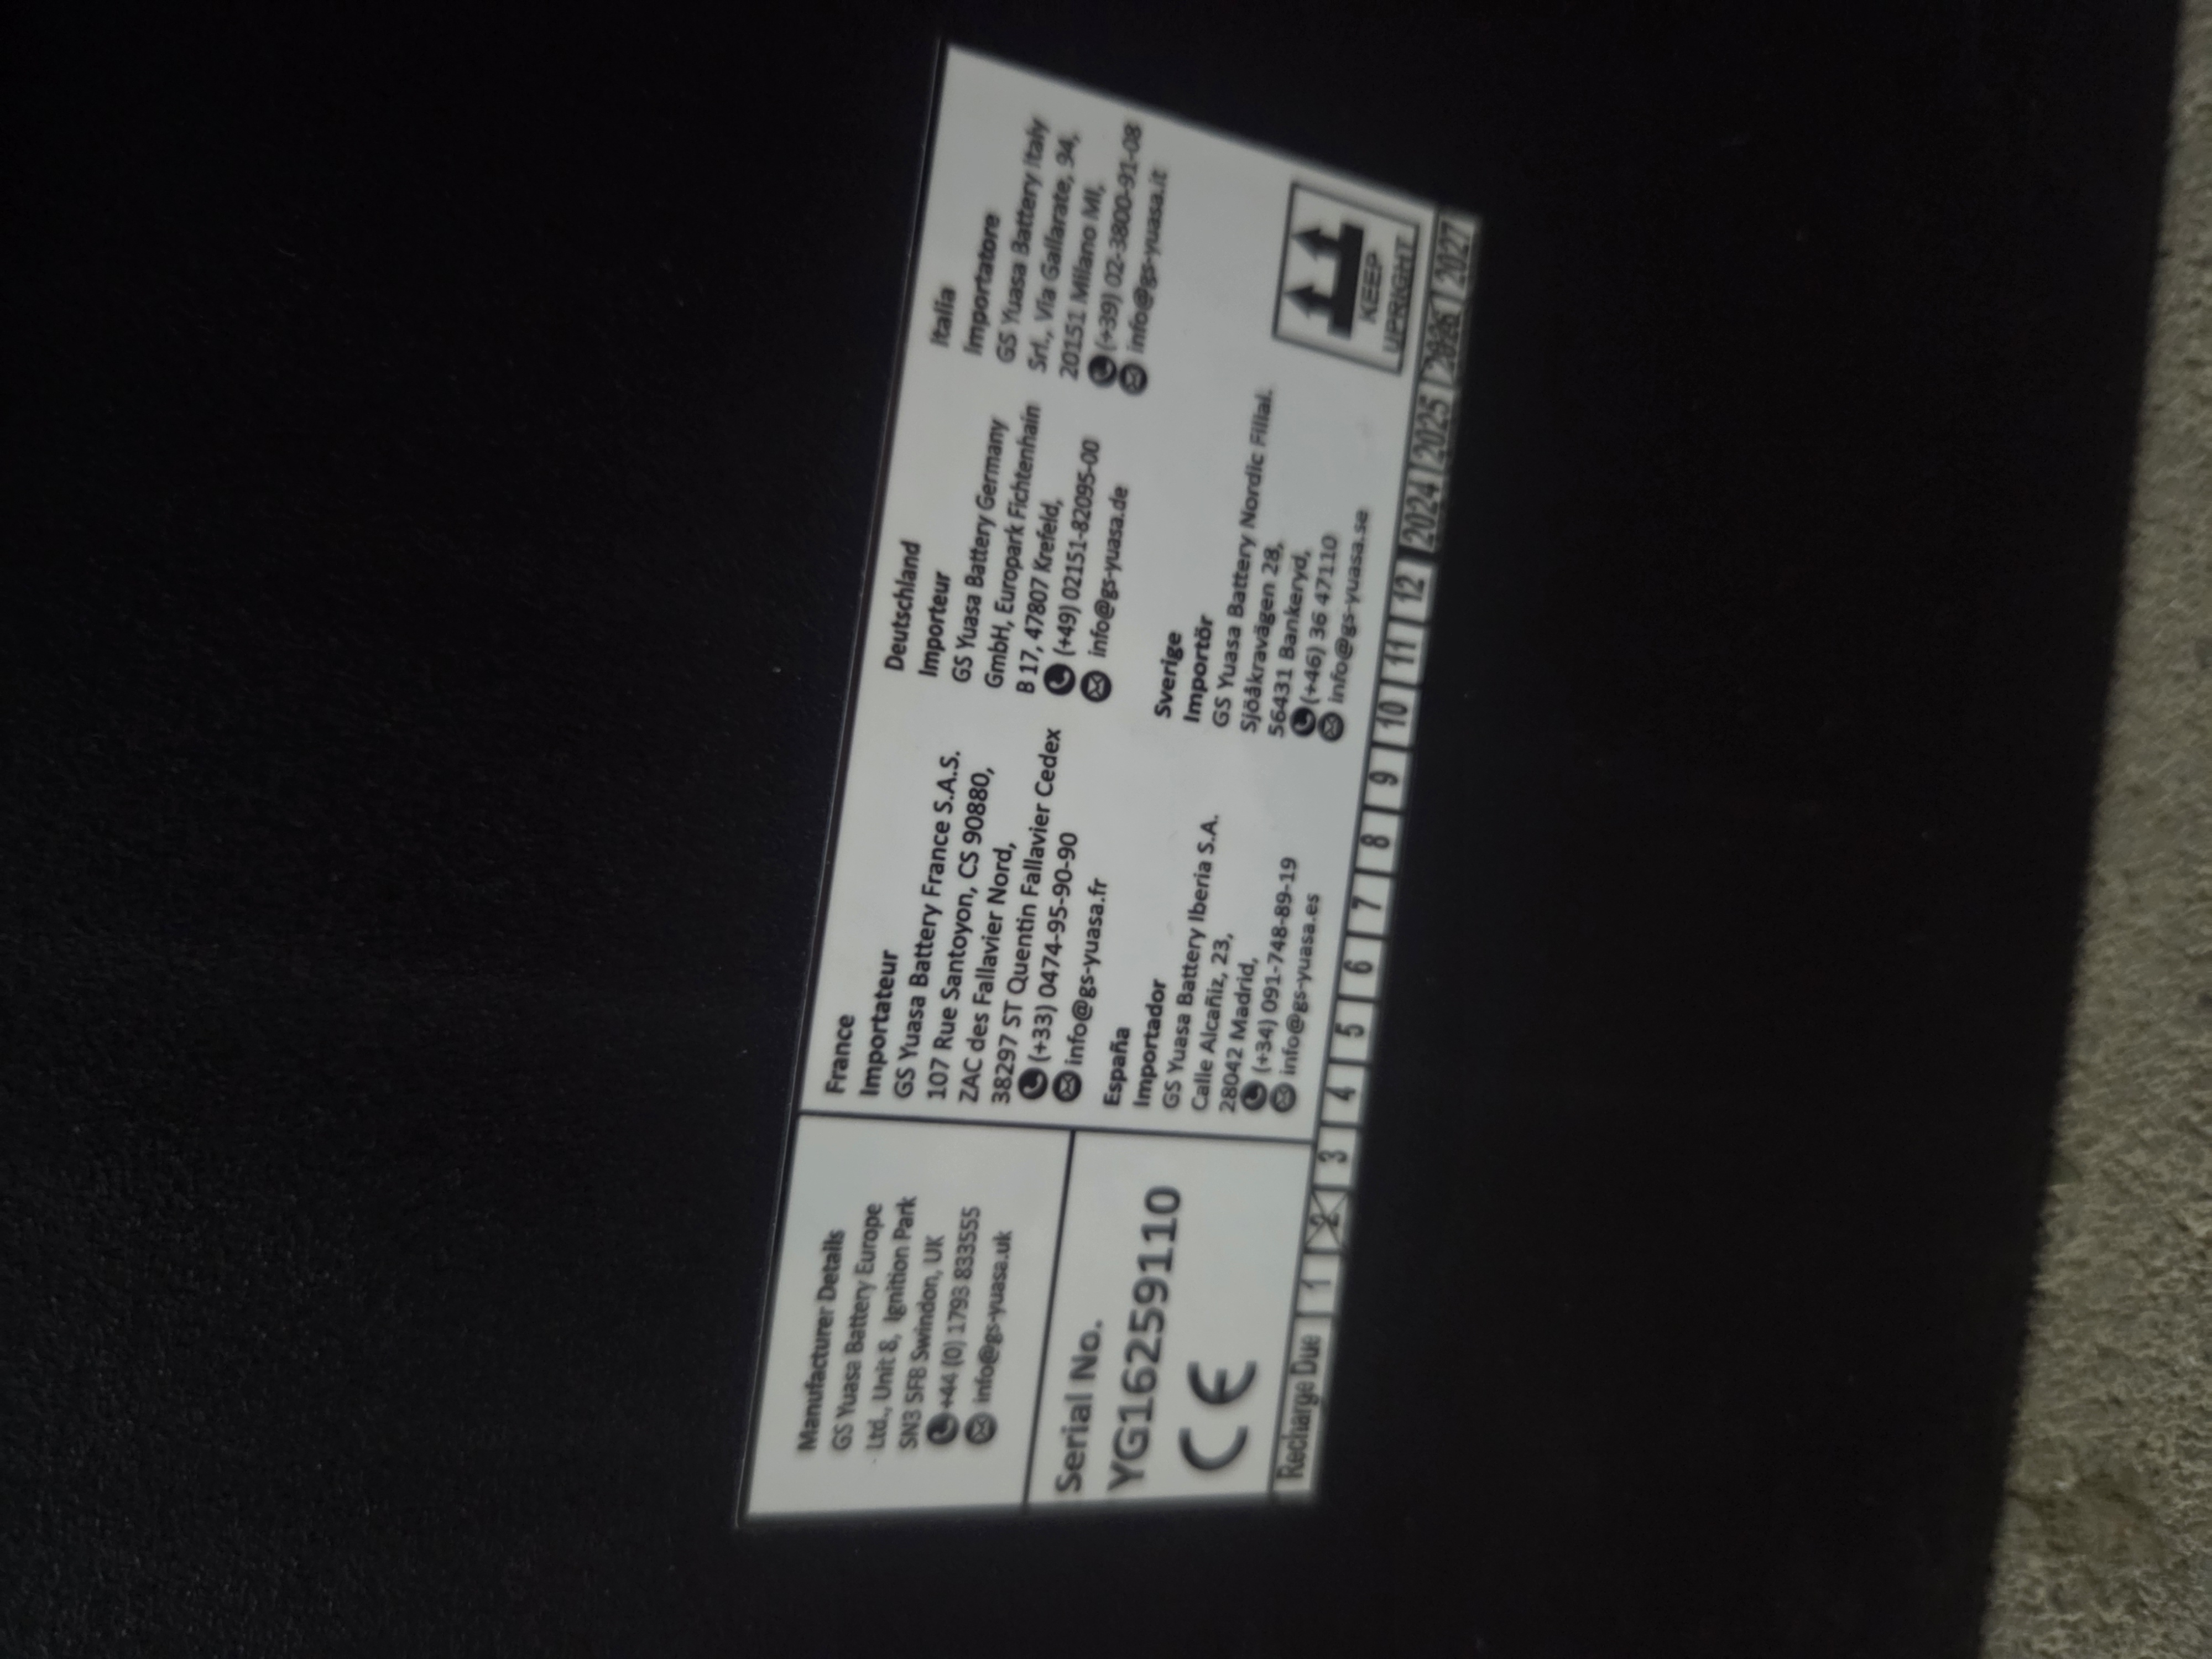 Manufacturer Details
GS Yuasa Battery Europe
Ltd., Unit 8, Ignition Park
SN3 5FB Swindon, UK
+44 (0) 1793 833555
info@gs-yuasa.uk
Serial No.
YG16259110
CE
France
Importateur
GS Yuasa Battery France S.A.S.
107 Rue Santoyon, CS 90880,
ZAC des Fallavier Nord,
38297 ST Quentin Fallavier Cedex
(+33) 0474-95-90-90
info@gs-yuasa.fr
Deutschland
Importeur
GS Yuasa Battery Germany
GmbH, Europark Fichtenhain
B 17, 47807 Krefeld,
(+49) 02151-82095-00
info@gs-yuasa.de
Italia
Importatore
GS Yuasa Battery Italy
Srl., Via Gallarate, 94,
20151 Milano MI,
(+39) 02-3800-91-08
info@gs-yuasa.it
España
Importador
GS Yuasa Battery Iberia S.A.
Calle Alcañiz, 23,
28042 Madrid,
(+34) 091-748-89-19
info@gs-yuasa.es
Sverige
Importör
GS Yuasa Battery Nordic Filial.
Sjöåkravägen 28,
56431 Bankeryd,
(+46) 36 47110
info@gs-yuasa.se
KEEP
UPRIGHT
Recharge Due 1 2 3 4 5 6 7 8 9 10 11 12 2024 2025 2026 2027